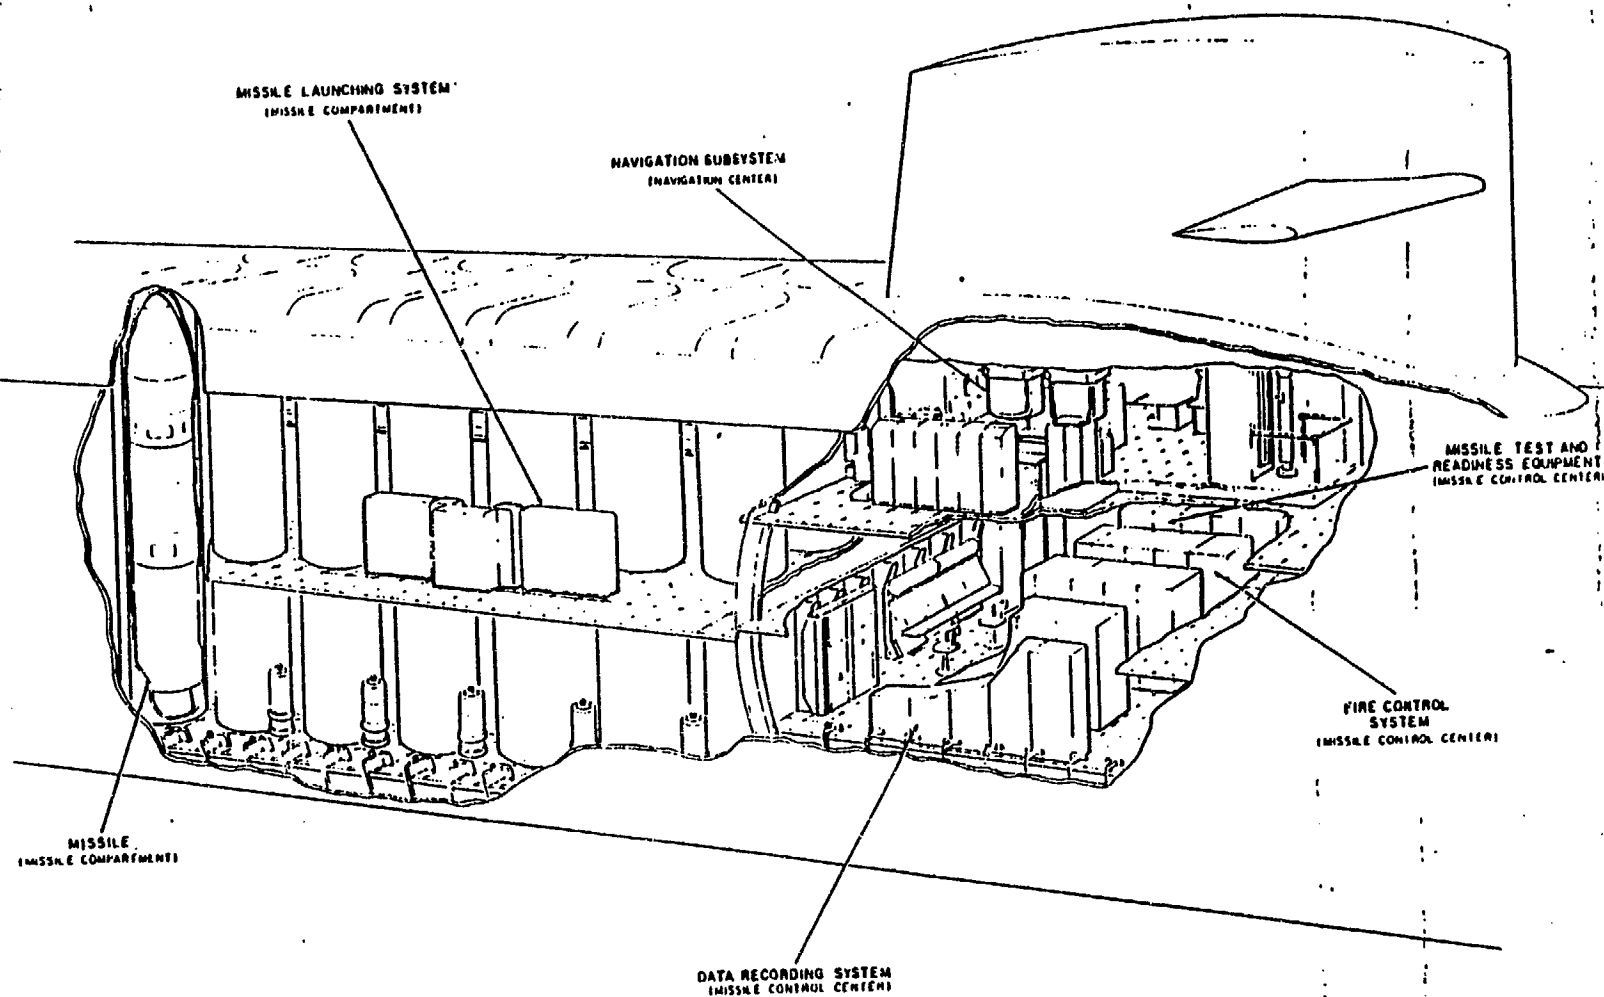 MISSILE LAUNCHING SYSTEM
(MISSILE COMPARTMENT)
NAVIGATION SUBSYSTEM
(NAVIGATION CENTER)
MISSILE TEST AND
READINESS EQUIPMENT
(MISSILE CONTROL CENTER)
FIRE CONTROL
SYSTEM
(MISSILE CONTROL CENTER)
MISSILE
(MISSILE COMPARTMENT)
DATA RECORDING SYSTEM
(MISSILE CONTROL CENTER)